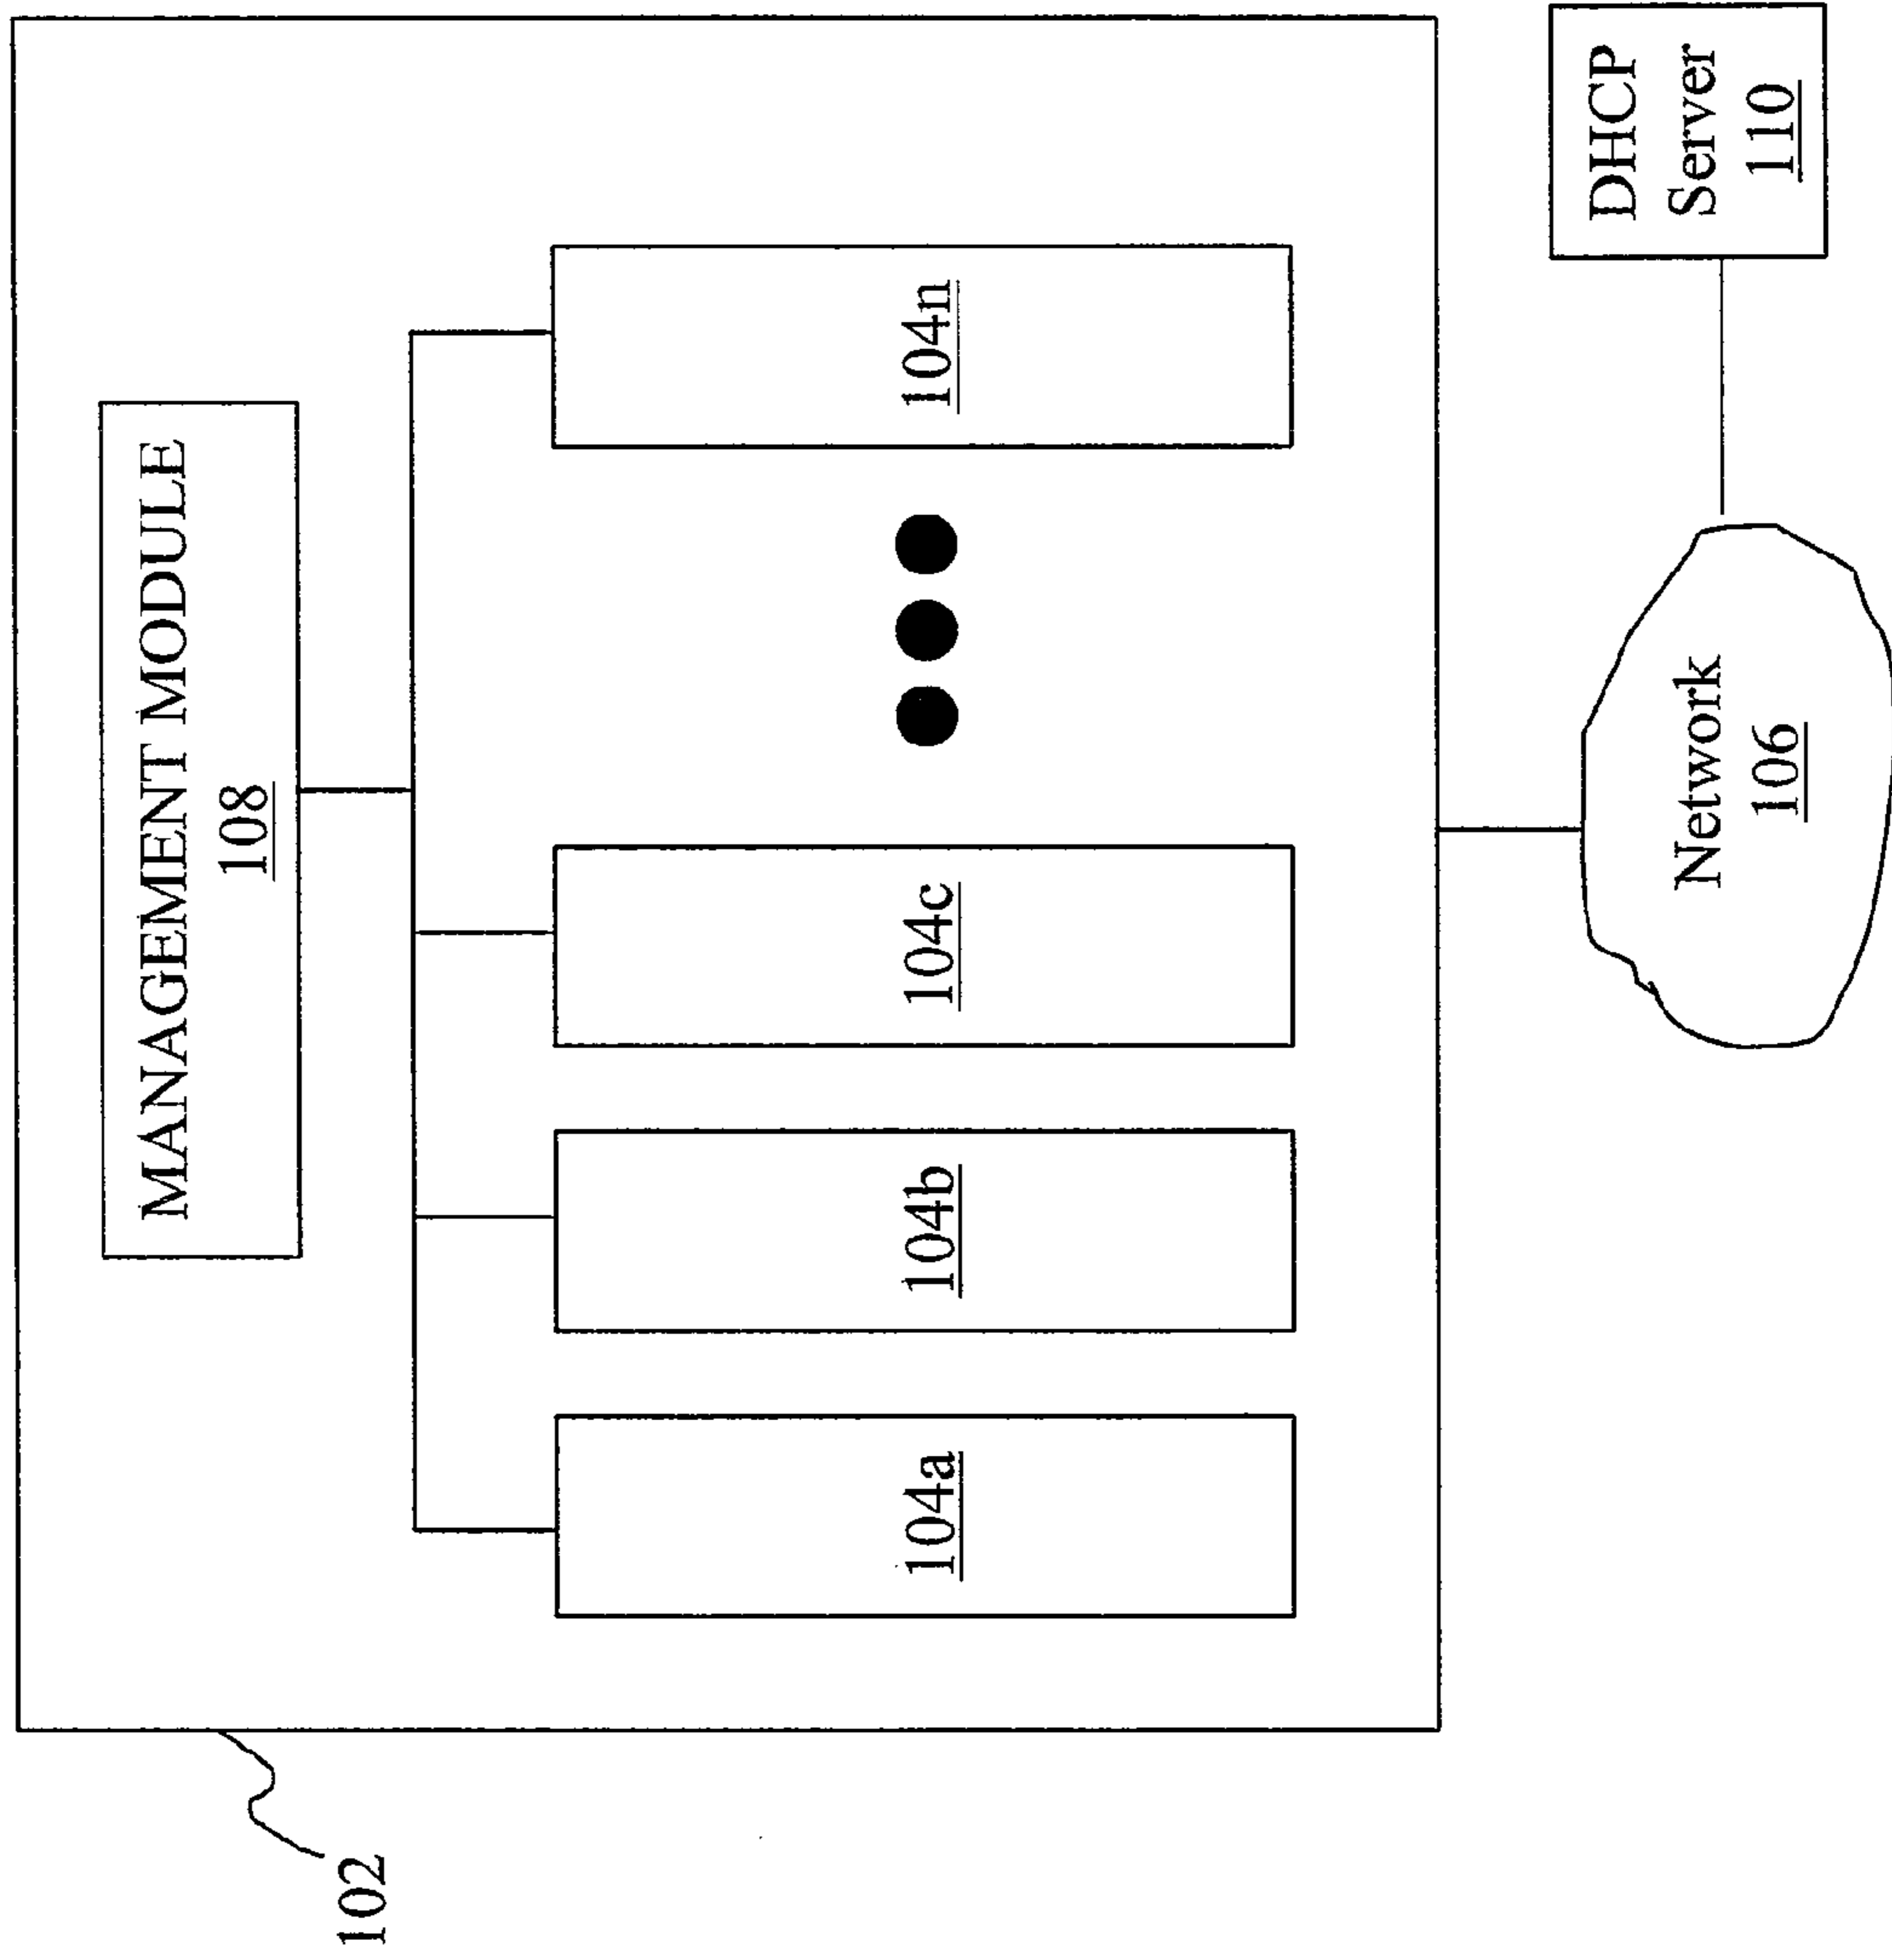 MANAGEMENT MODULE
108
104a
104b
104c
104n
102
Network
106
DHCP
Server
110